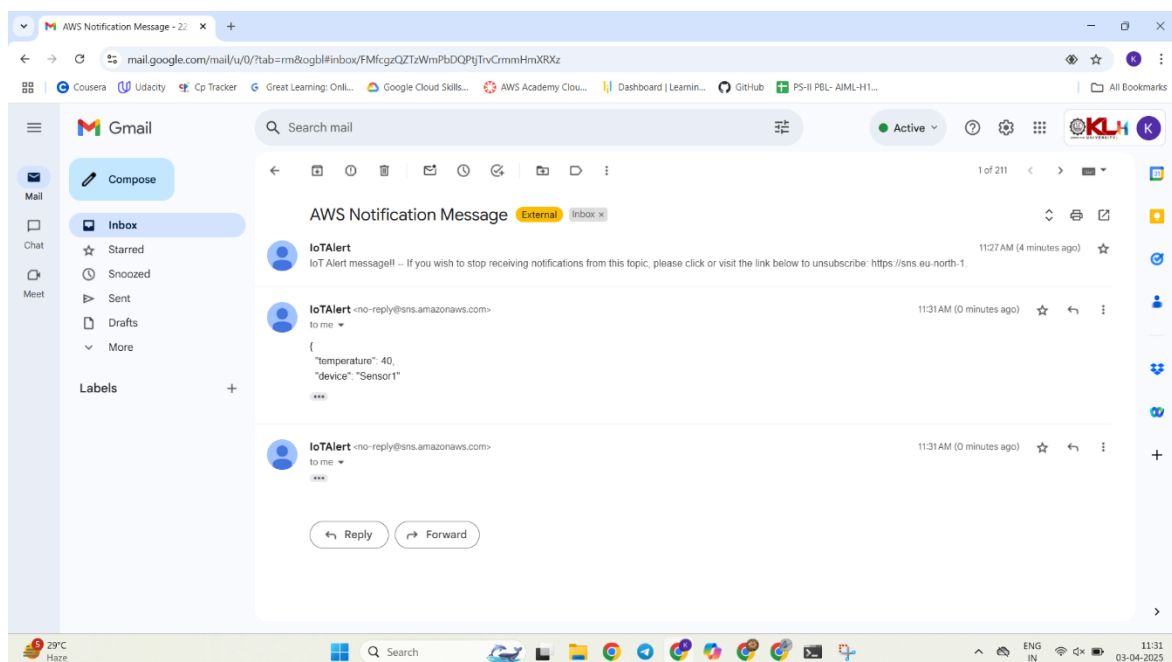 AWS Notification Message - 22
mail.google.com/mail/u/0/?tab=rm&ogbl#inbox/FMfcgzQZTzWmPbDQPtjTrvCrmmHmXRXz
K
Cousera Udacity Cp Tracker Great Learning: Onli... Google Cloud Skills... AWS Academy Clou... Dashboard | Learnin... GitHub PS-II PBL- AIML-H1... All Bookmarks
Gmail Search mail Active KLH K
Compose 1 of 211
Mail
AWS Notification Message External Inbox ×
Inbox
Chat
Starred
IoTAlert 11:27 AM (4 minutes ago)
IoT Alert message!! -- If you wish to stop receiving notifications from this topic, please click or visit the link below to unsubscribe: https://sns.eu-north-1.
Snoozed
Meet
Sent
IoTAlert <no-reply@sns.amazonaws.com> 11:31 AM (0 minutes ago)
Drafts
to me
More
{
"temperature": 40,
"device": "Sensor1"
Labels
IoTAlert <no-reply@sns.amazonaws.com> 11:31 AM (0 minutes ago)
to me
Reply Forward
5 29°C
Haze
Search
ENG
IN
11:31
03-04-2025